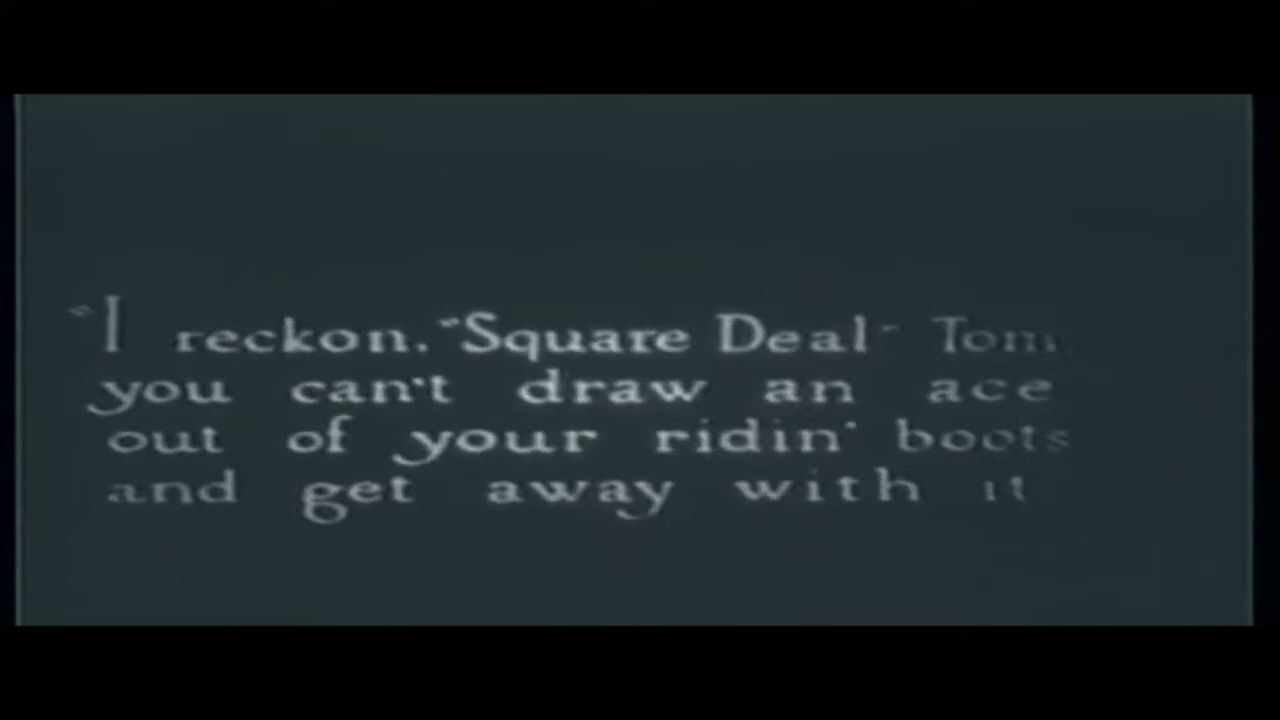 "I reckon, "Square Deal" Tom,
you can't draw an ace
out of your ridin' boots
and get away with it